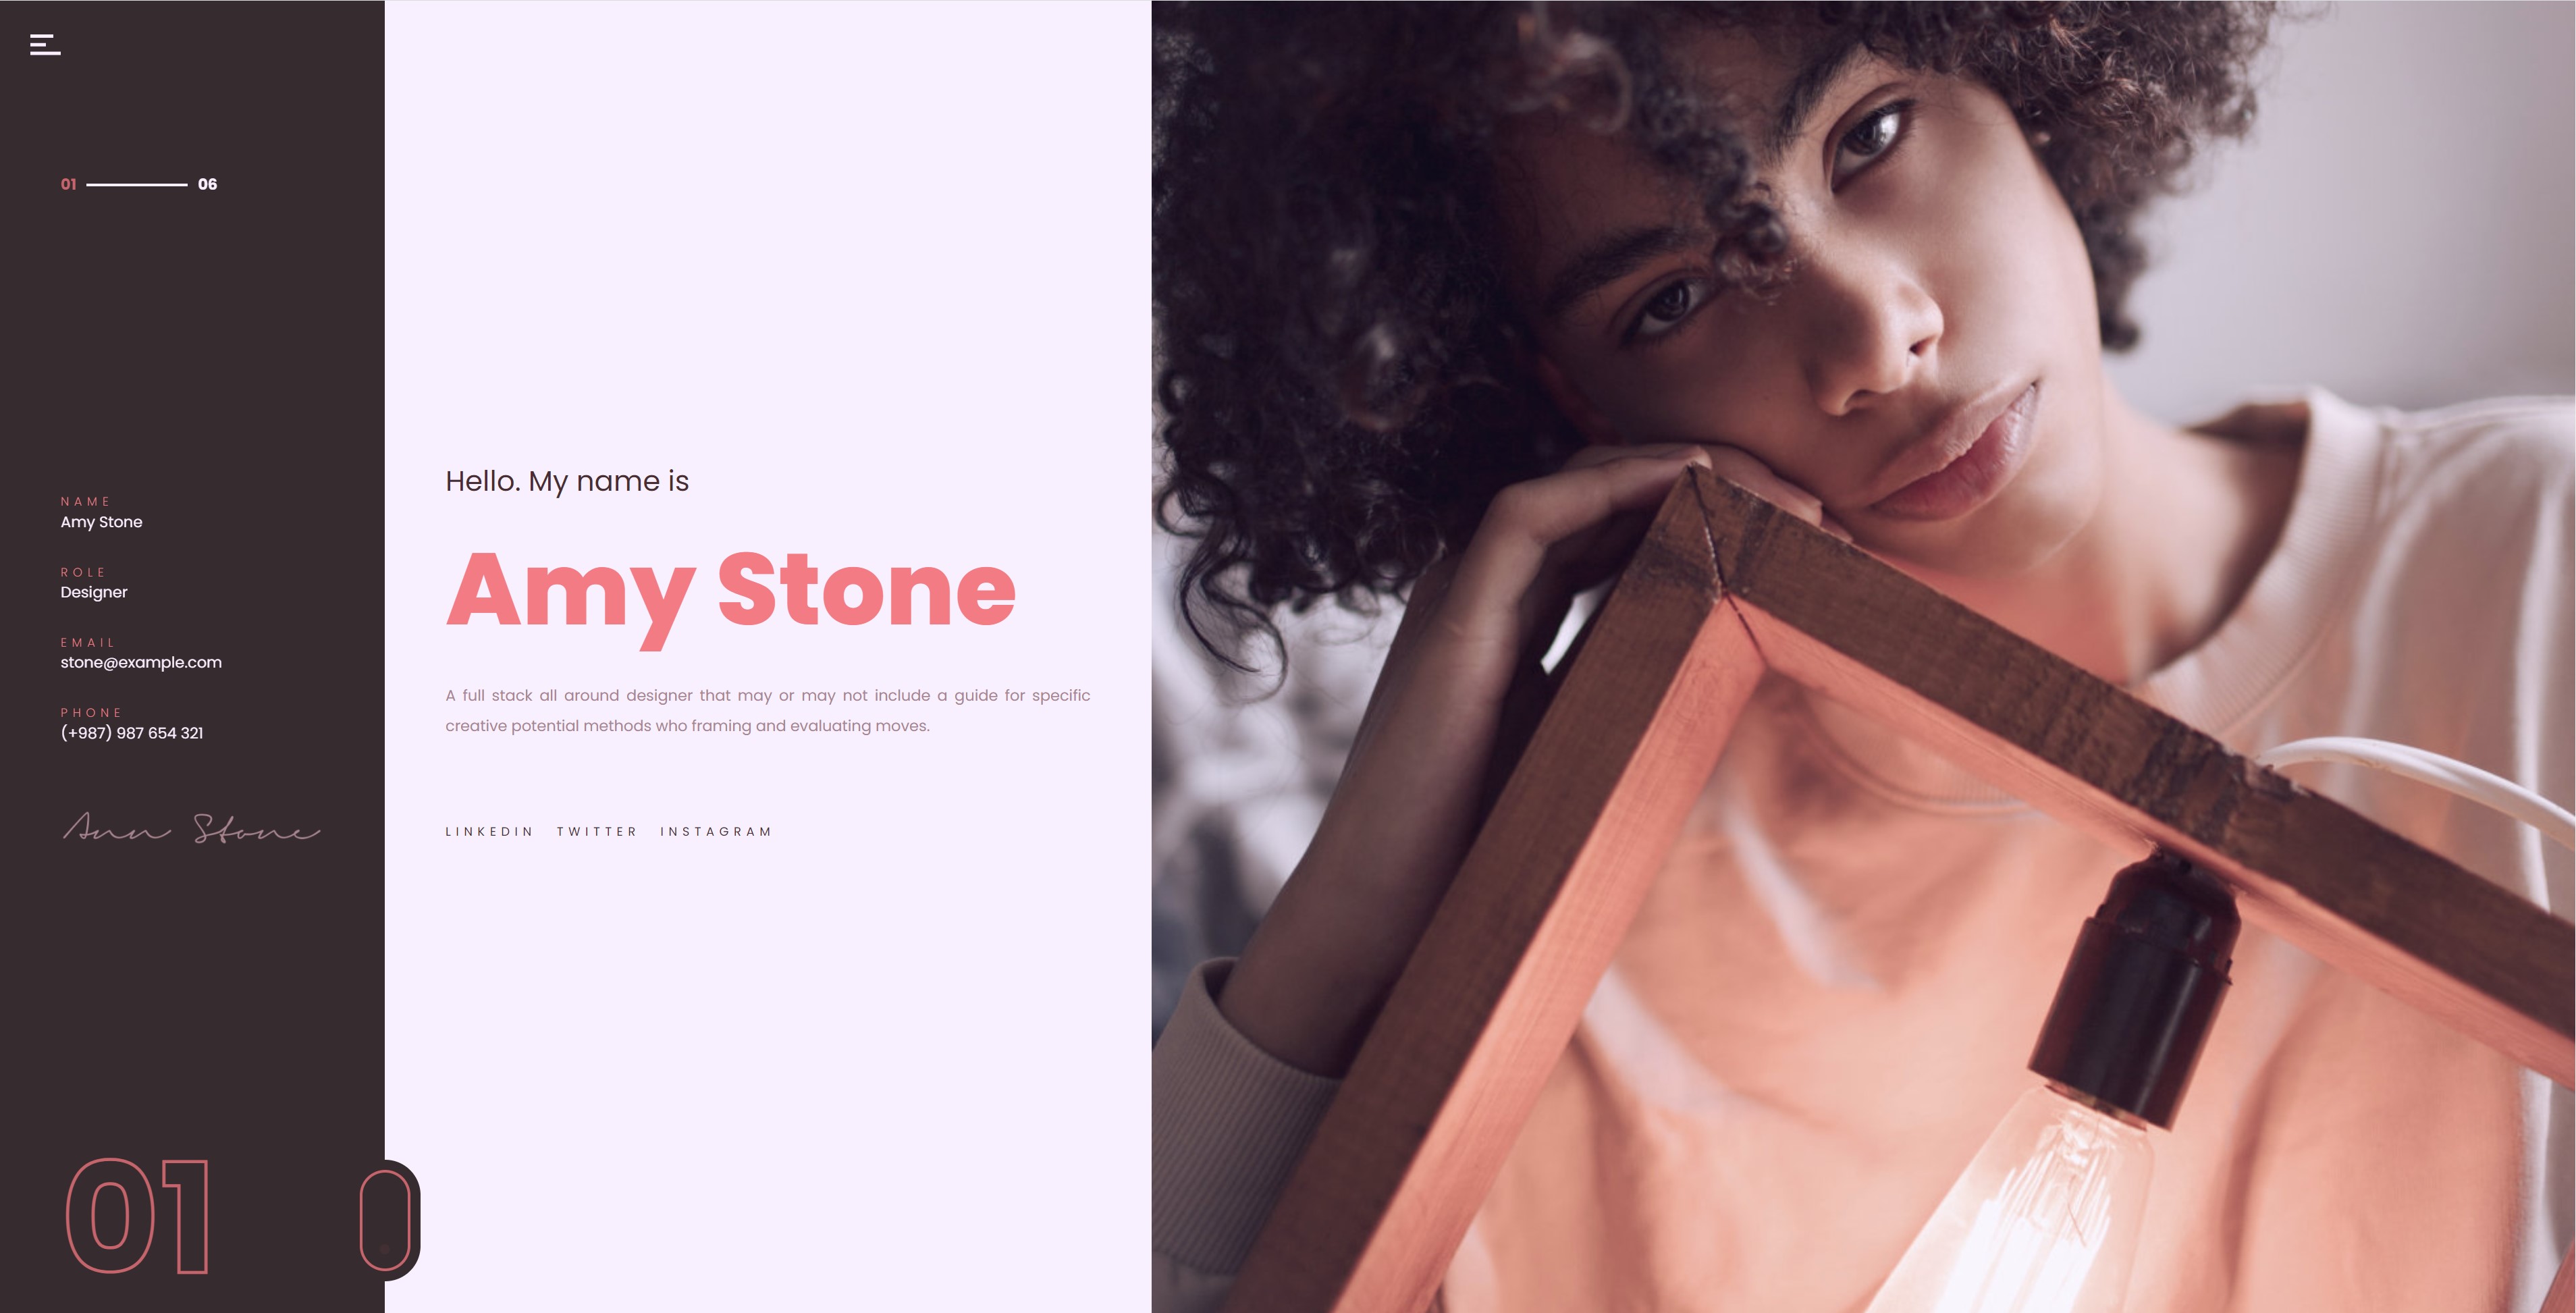 01 06
NAME
Amy Stone
ROLE
Designer
EMAIL
stone@example.com
PHONE
(+987) 987 654 321
Ann Stone
01
Hello. My name is
Amy Stone
A full stack all around designer that may or may not include a guide for specific
creative potential methods who framing and evaluating moves.
LINKEDIN TWITTER INSTAGRAM